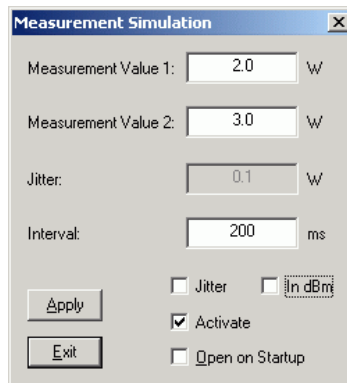 Measurement Simulation
Measurement Value 1: 2.0 W
Measurement Value 2: 3.0 W
Jitter: 0.1 W
Interval: 200 ms
Jitter In dBm
Apply
Activate
Exit
Open on Startup